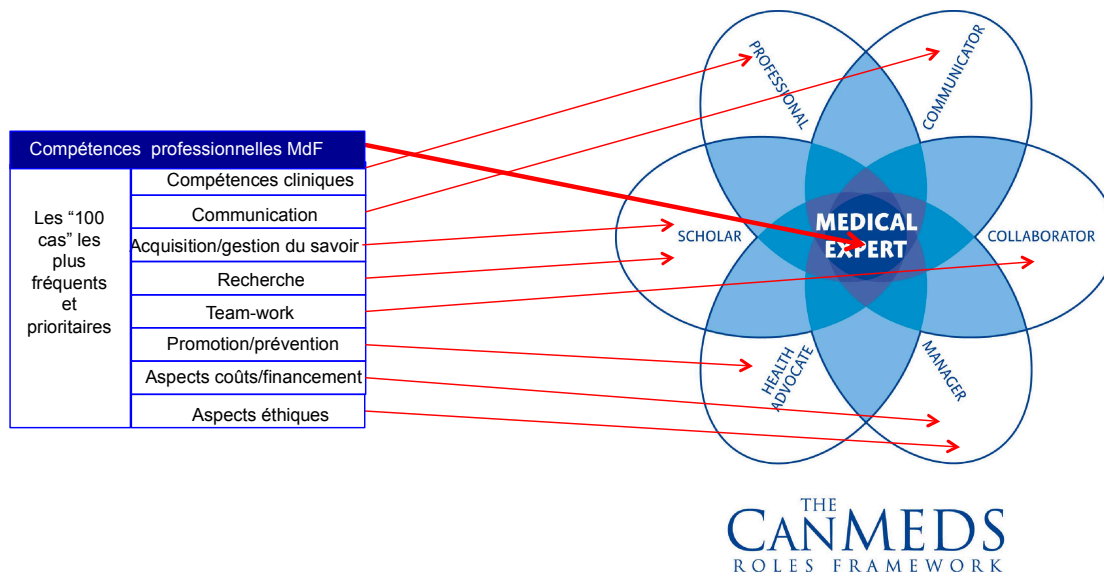 Compétences professionnelles MdF
Les “100
cas” les
plus
fréquents
et
prioritaires
Compétences cliniques
Communication
Acquisition/gestion du savoir
Recherche
Team-work
Promotion/prévention
Aspects coûts/financement
Aspects éthiques
PROFESSIONAL
COMMUNICATOR
SCHOLAR
MEDICAL
EXPERT
COLLABORATOR
HEALTH
ADVOCATE
MANAGER
THE
CANMEDS
ROLES FRAMEWORK